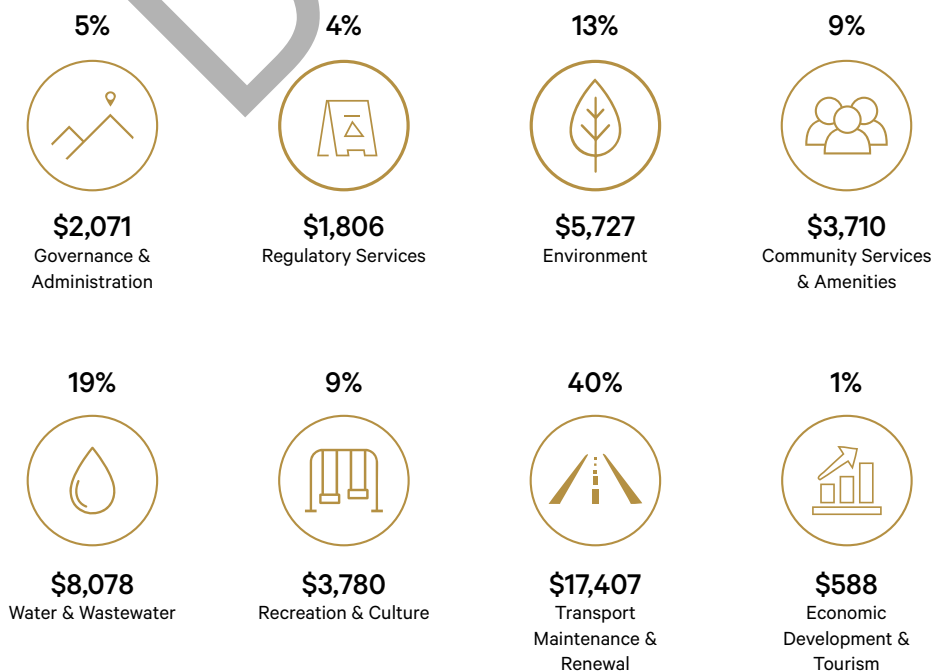 5%
$2,071
Governance &
Administration
4%
$1,806
Regulatory Services
13%
$5,727
Environment
9%
$3,710
Community Services
& Amenities
19%
$8,078
Water & Wastewater
9%
$3,780
Recreation & Culture
40%
$17,407
Transport
Maintenance &
Renewal
1%
$588
Economic
Development &
Tourism